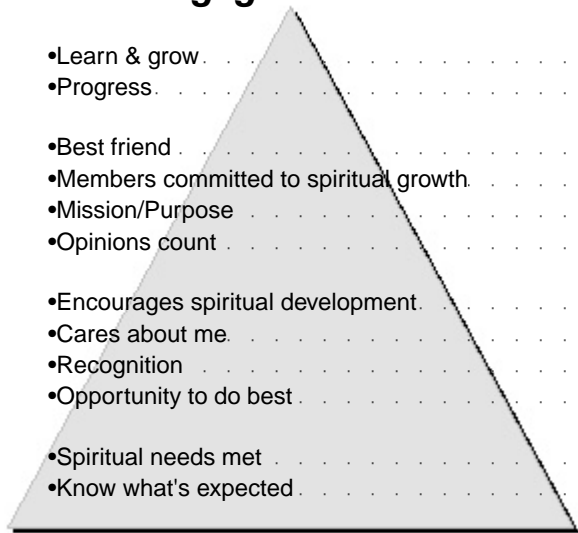 •Learn & grow
•Progress
•Best friend
•Members committed to spiritual growth
•Mission/Purpose
•Opinions count
•Encourages spiritual development
•Cares about me
•Recognition
•Opportunity to do best
•Spiritual needs met
•Know what's expected